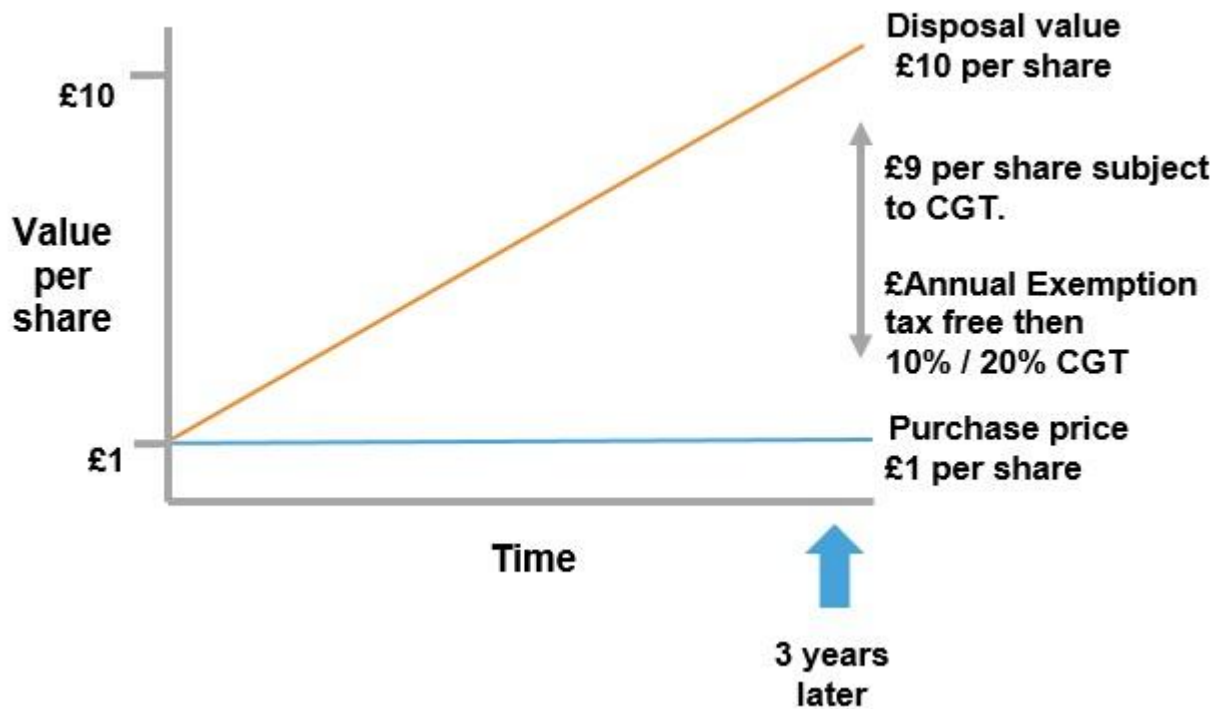 Disposal value
£10 per share
£10
£9 per share subject
to CGT.
Value
per
share
£Annual Exemption
tax free then
10% / 20% CGT
Purchase price
£1 per share
£1
Time
3 years
later